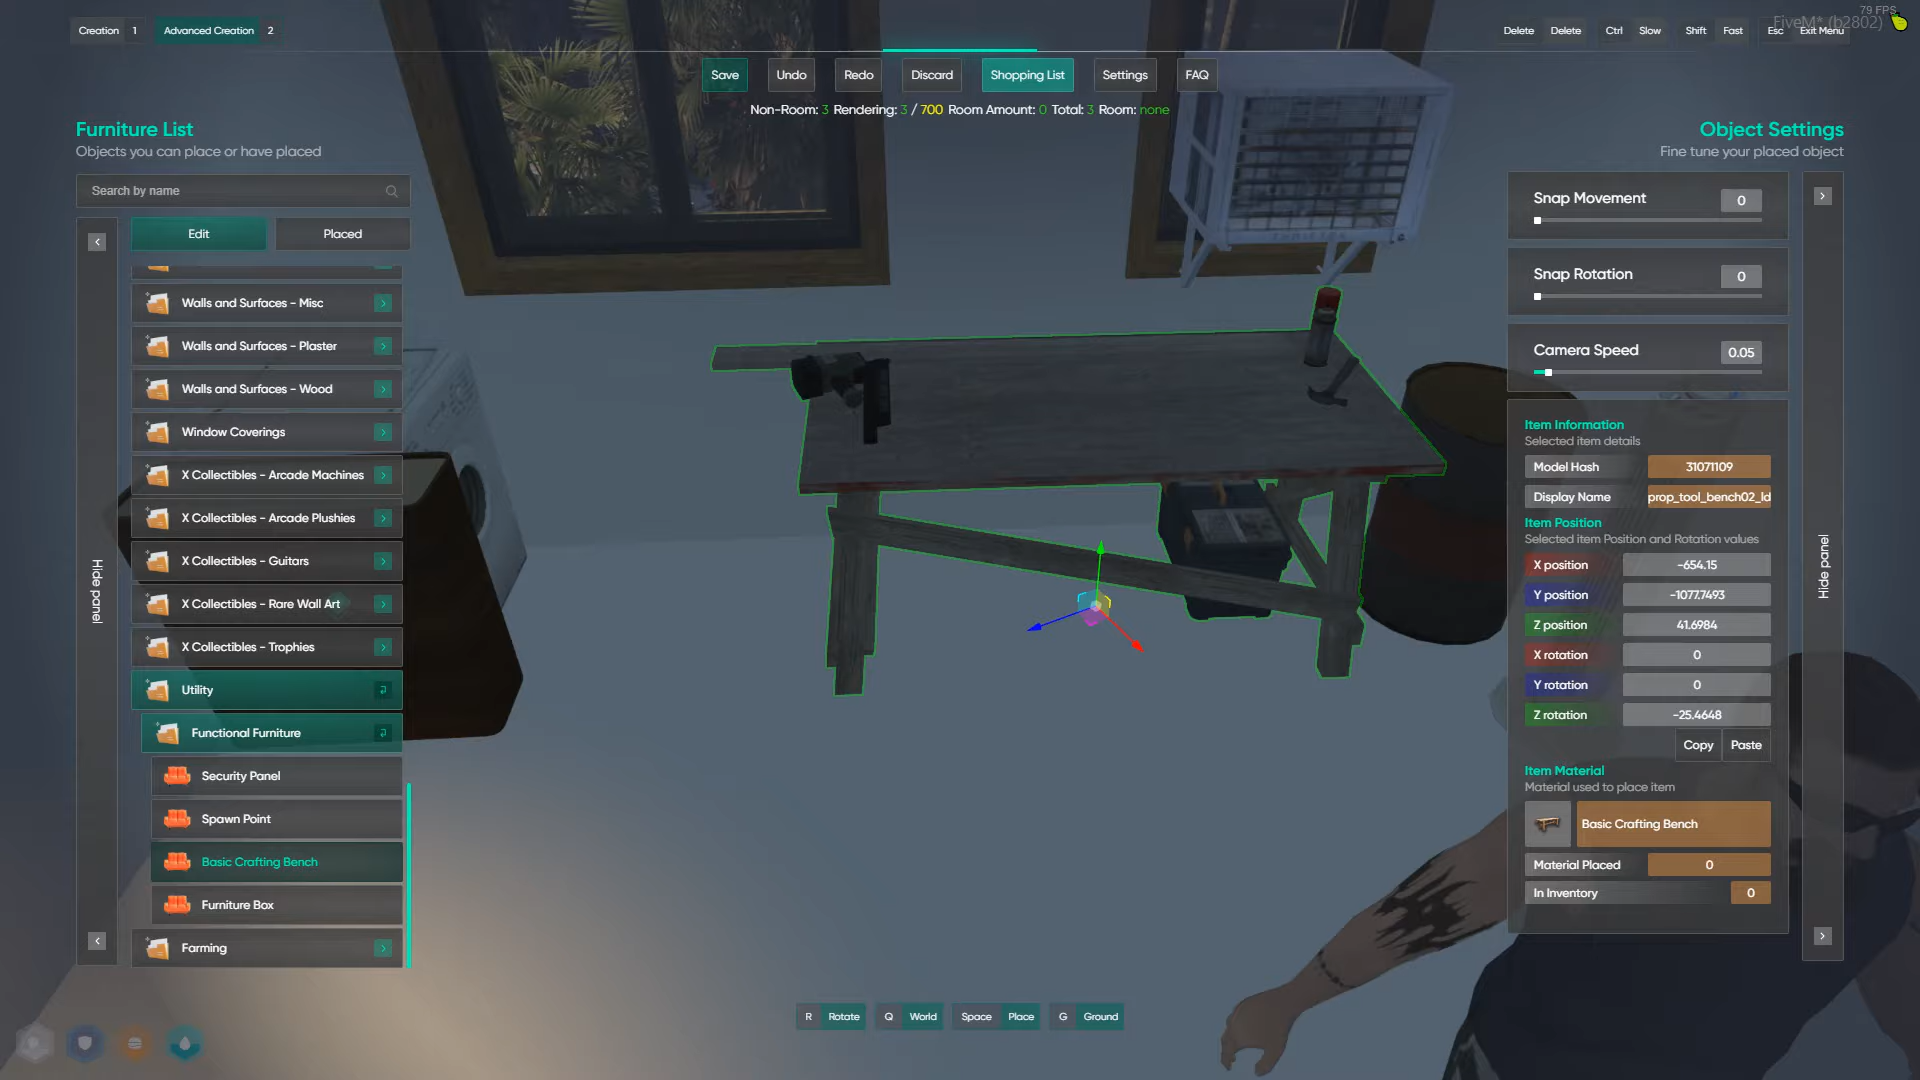 79 FPS
FiveM* (b2802)
Creation 1 Advanced Creation 2
Delete Delete Ctrl Slow Shift Fast Esc Exit Menu
Save Undo Redo Discard Shopping List Settings FAQ
Non-Room: 3 Rendering: 3 / 700 Room Amount: 0 Total: 3 Room: none
Furniture List
Objects you can place or have placed
Search by name
Edit Placed
Hide panel
Walls and Surfaces - Misc
Walls and Surfaces - Plaster
Walls and Surfaces - Wood
Window Coverings
X Collectibles - Arcade Machines
X Collectibles - Arcade Plushies
X Collectibles - Guitars
X Collectibles - Rare Wall Art
X Collectibles - Trophies
Utility
Functional Furniture
Security Panel
Spawn Point
Basic Crafting Bench
Furniture Box
Farming
Object Settings
Fine tune your placed object
Snap Movement 0
Snap Rotation 0
Camera Speed 0.05
Item Information
Selected item details
Model Hash 31071109
Display Name prop_tool_bench02_ld
Item Position
Selected item Position and Rotation values
X position -654.15
Y position -1077.7493
Z position 41.6984
X rotation 0
Y rotation 0
Z rotation -25.4648
Copy Paste
Item Material
Material used to place item
Basic Crafting Bench
Material Placed 0
In Inventory 0
Hide panel
R Rotate Q World Space Place G Ground